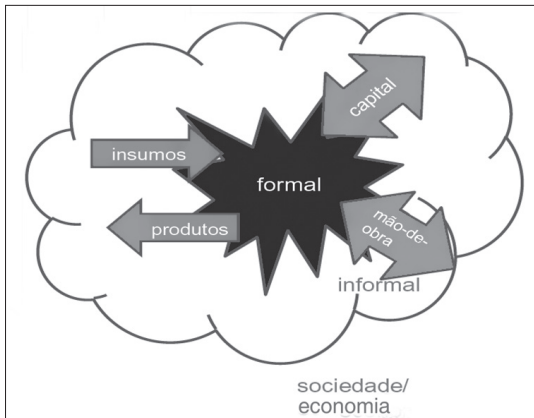 capital
insumos
formal
produtos
mão-de-
obra
informal
sociedade/
economia